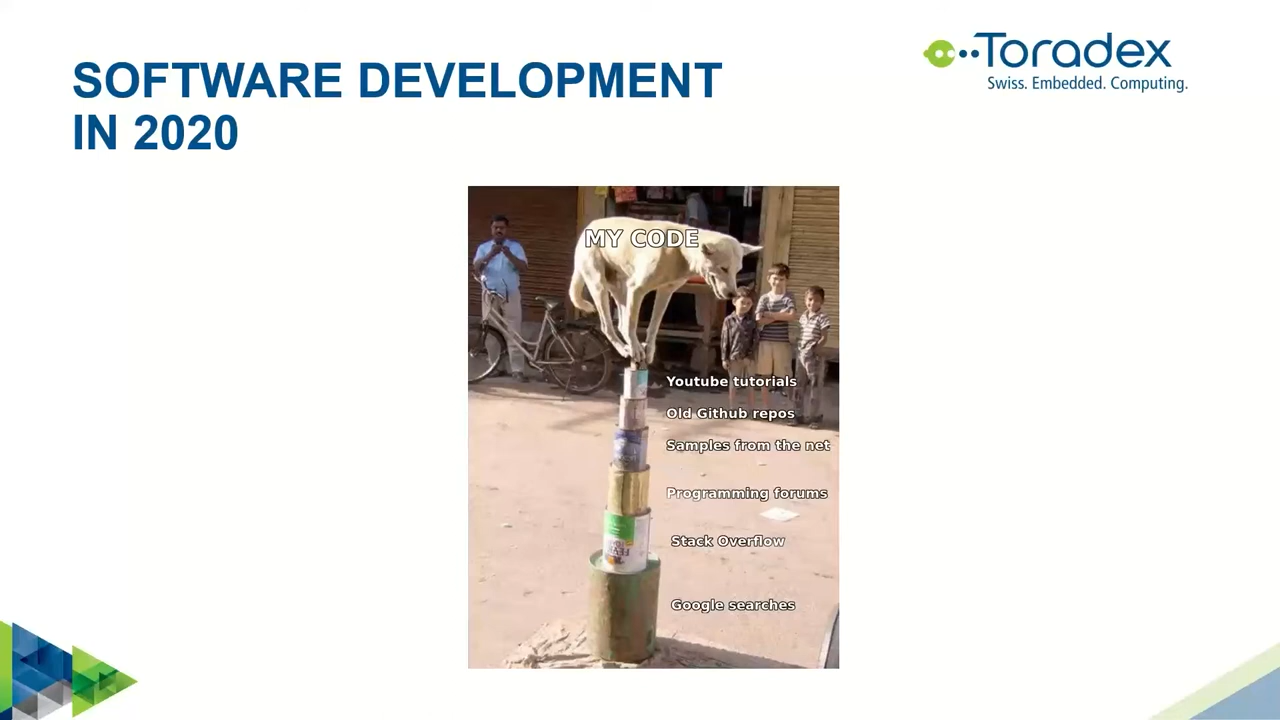 SOFTWARE DEVELOPMENT
IN 2020
Toradex
Swiss. Embedded. Computing.
MY CODE
Youtube tutorials
Old Github repos
Samples from the net
Programming forums
Stack Overflow
Google searches